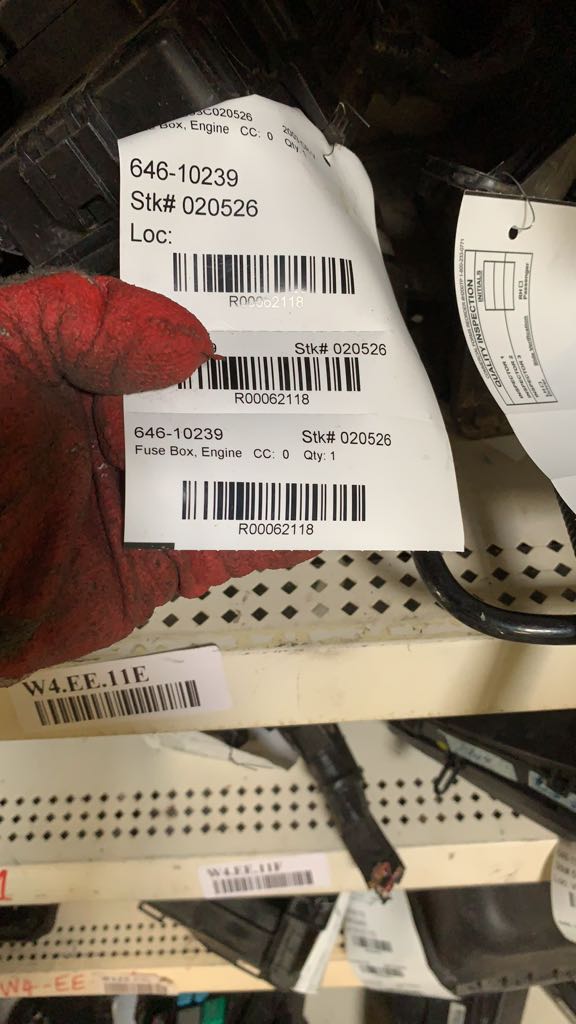 3C020526
Box, Engine CC: 0
646-10239
Stk# 020526
Loc:
R00062118
Stk# 020526
R00062118
646-10239 Stk# 020526
Fuse Box, Engine CC: 0 Qty: 1
R00062118
QUALITY INSPECTION
INITIALS
W4.EE.11E
W4.EE.11F
W4-EE